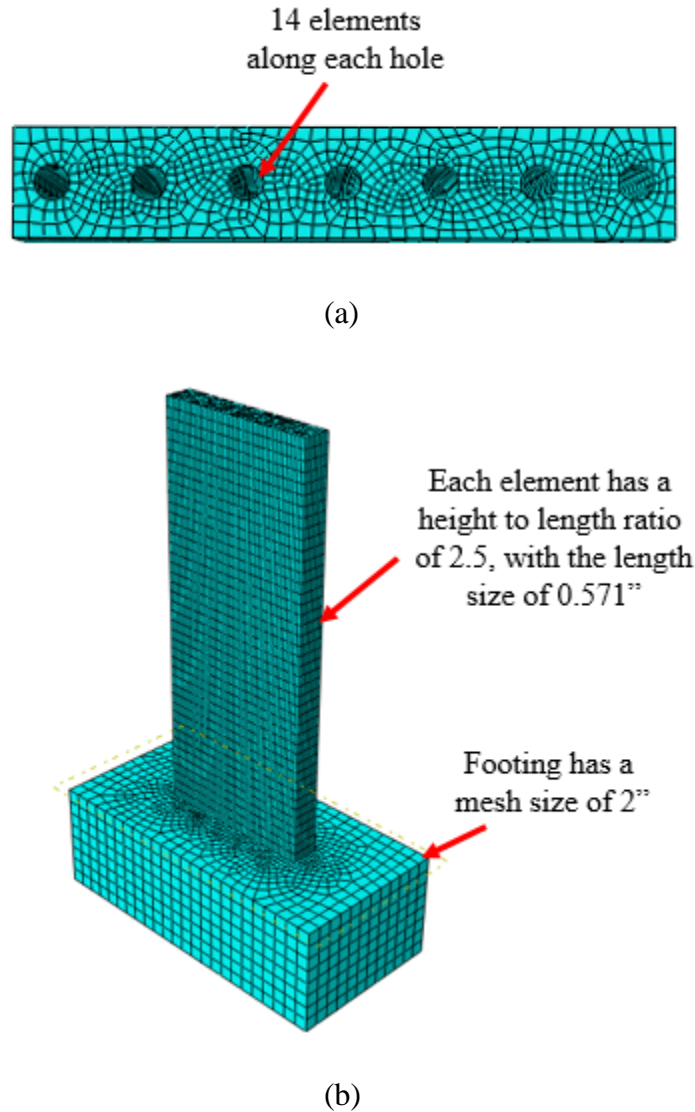 14 elements
along each hole
(a)
Each element has a
height to length ratio
of 2.5, with the length
size of 0.571”
Footing has a
mesh size of 2”
(b)